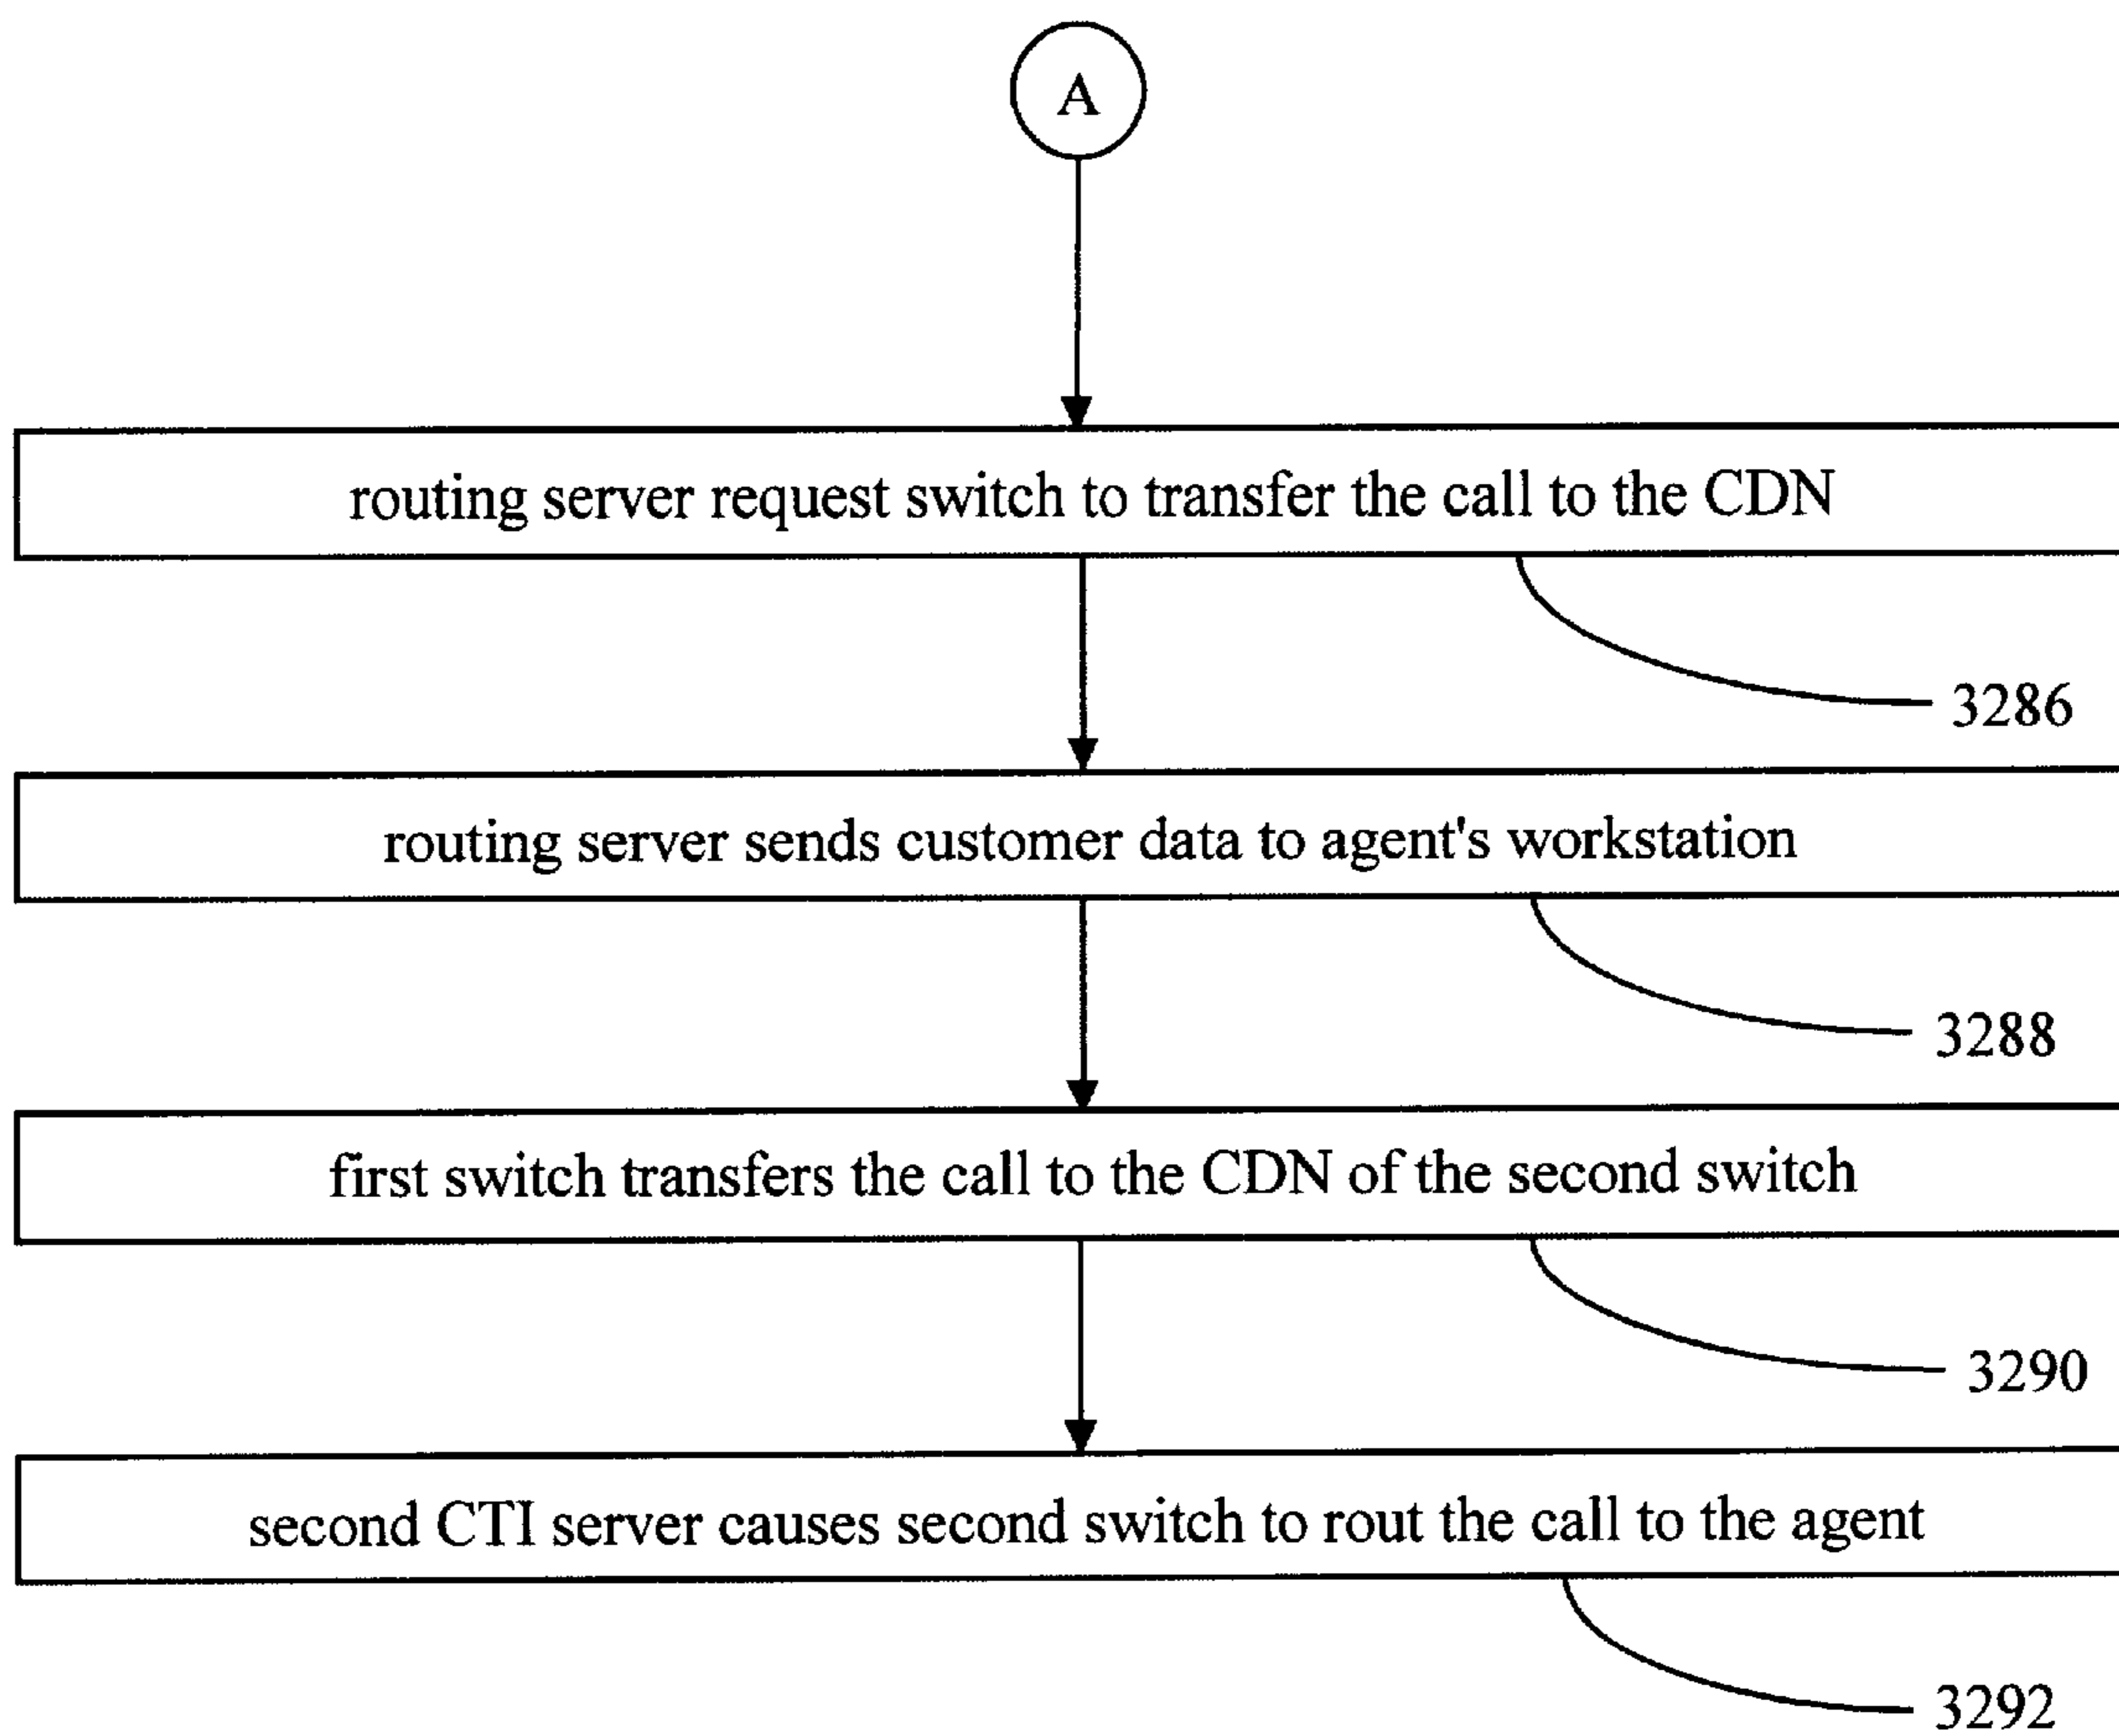 A
routing server request switch to transfer the call to the CDN
3286
routing server sends customer data to agent's workstation
3288
first switch transfers the call to the CDN of the second switch
3290
second CTI server causes second switch to rout the call to the agent
3292